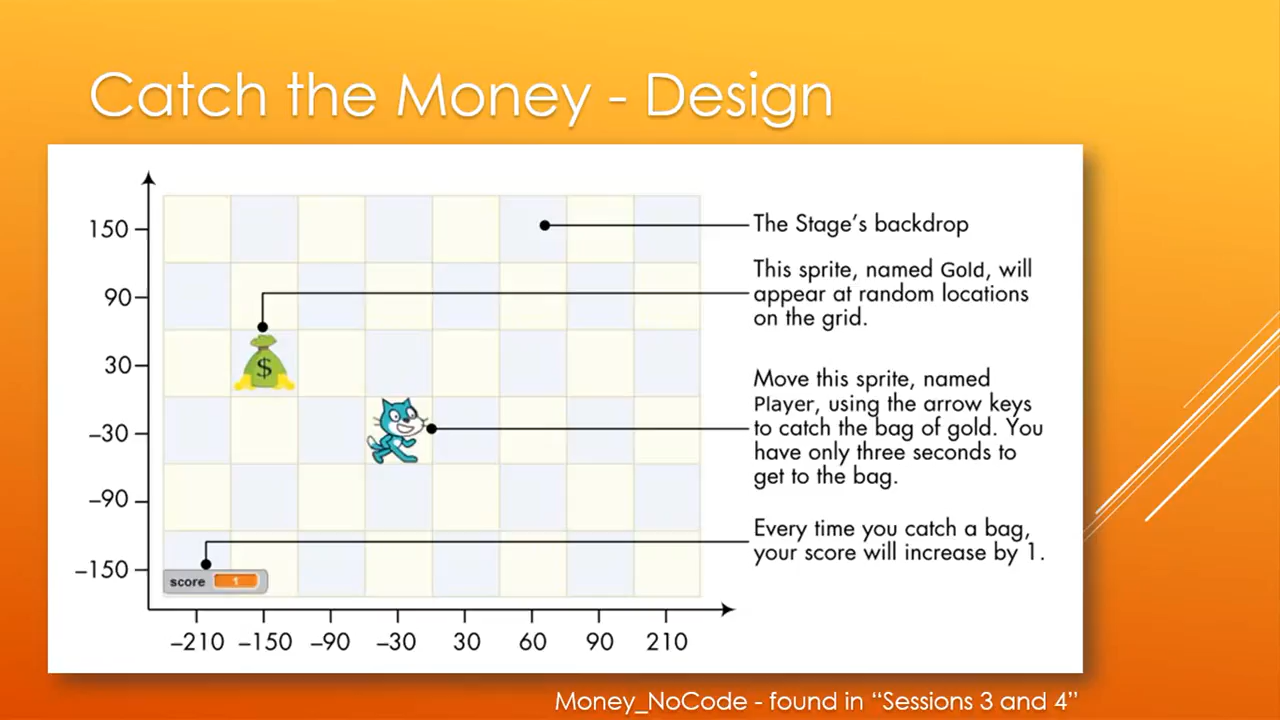 Catch the Money - Design
150
90
30
–30
–90
–150
$
score 1
–210 –150 –90 –30 30 60 90 210
The Stage's backdrop
This sprite, named Gold, will
appear at random locations
on the grid.
Move this sprite, named
Player, using the arrow keys
to catch the bag of gold. You
have only three seconds to
get to the bag.
Every time you catch a bag,
your score will increase by 1.
Money_NoCode - found in “Sessions 3 and 4”